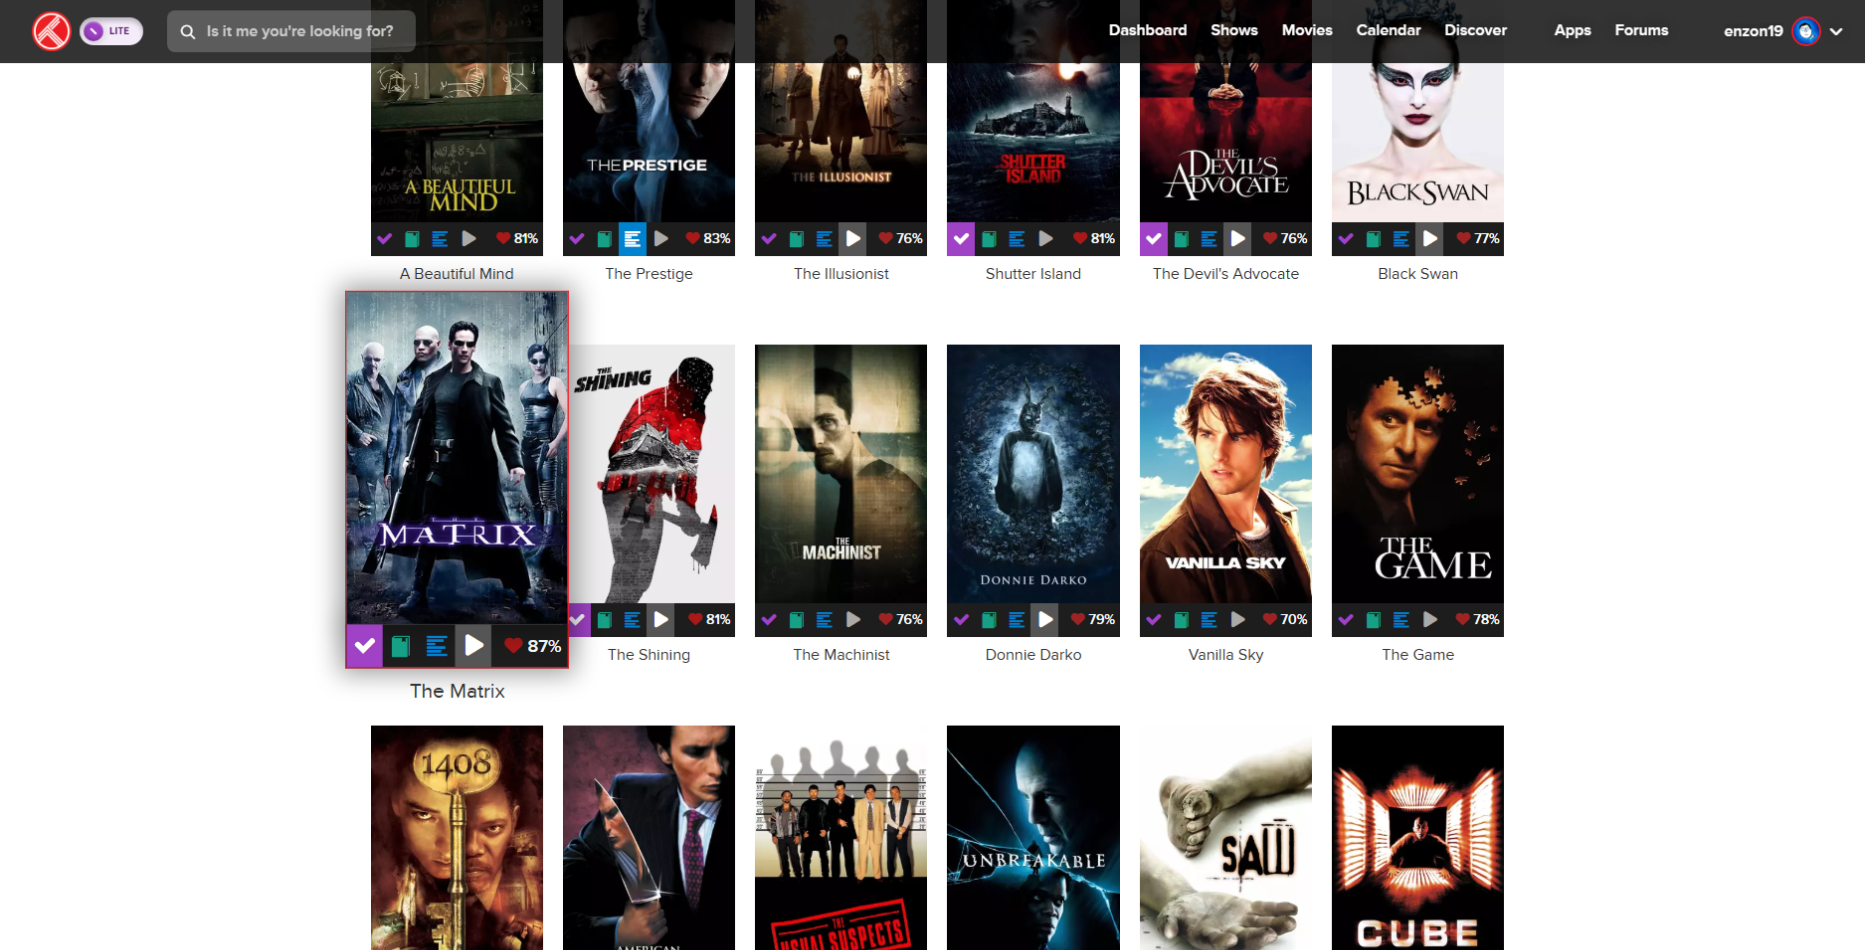 LITE
Is it me you're looking for?
Dashboard Shows Movies Calendar Discover Apps Forums enzon19
A BEAUTIFUL
MIND
THE PRESTIGE
THE ILLUSIONIST
SHUTTER
ISLAND
THE
DEVIL'S
ADVOCATE
BLACK SWAN
81% 83% 76% 81% 76% 77%
A Beautiful Mind The Prestige The Illusionist Shutter Island The Devil's Advocate Black Swan
THE
MATRIX
THE
SHINING
THE
MACHINIST
DONNIE DARKO
VANILLA SKY
THE
GAME
87% 81% 76% 79% 70% 78%
The Matrix The Shining The Machinist Donnie Darko Vanilla Sky The Game
1408
AMERICAN
THE
USUAL SUSPECTS
UNBREAKABLE
SAW
CUBE